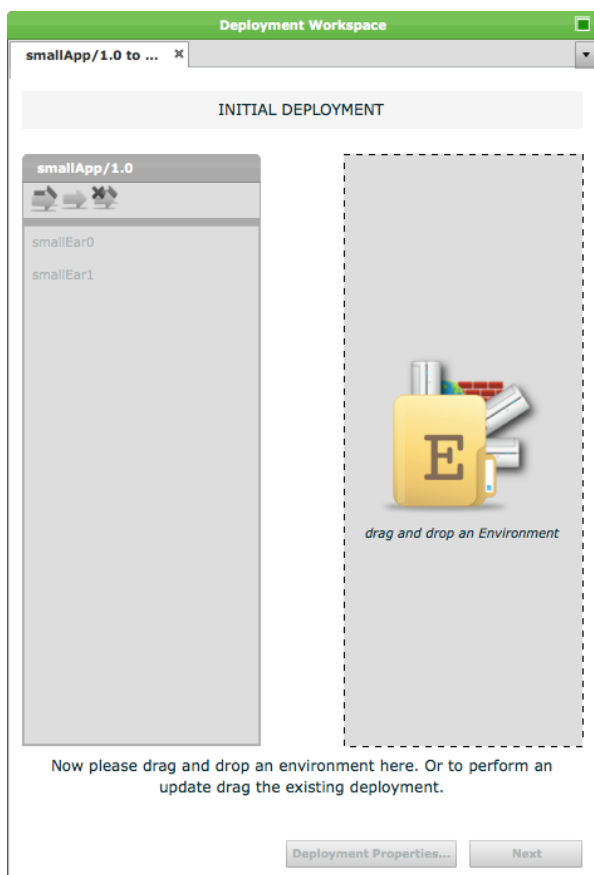 Deployment Workspace
smallApp/1.0 to ...
INITIAL DEPLOYMENT
smallApp/1.0
smallEar0
smallEar1
E
drag and drop an Environment
Now please drag and drop an environment here. Or to perform an
update drag the existing deployment.
Deployment Properties... Next